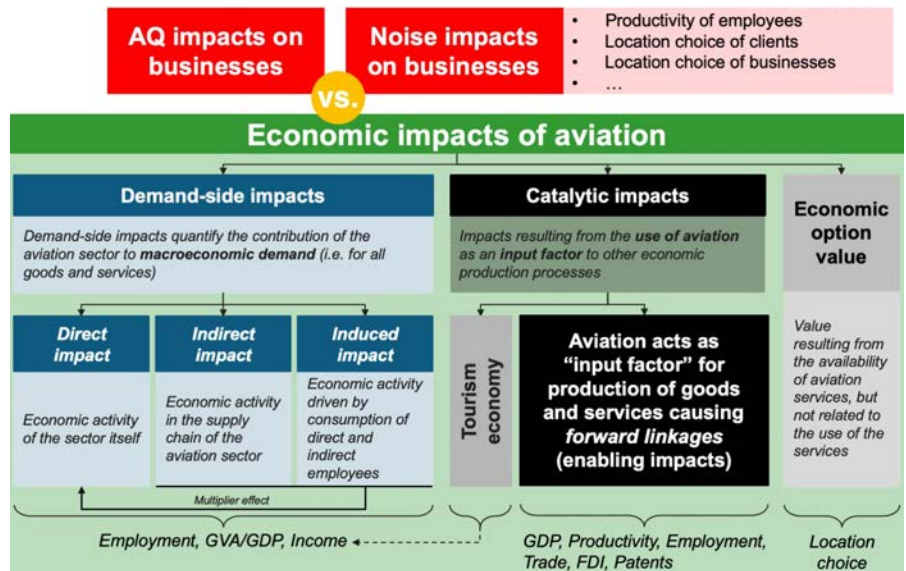 AQ impacts on
businesses
Noise impacts
on businesses
• Productivity of employees
• Location choice of clients
• Location choice of businesses
• …
vs.
Economic impacts of aviation
Demand-side impacts
Demand-side impacts quantify the contribution of the
aviation sector to macroeconomic demand (i.e. for all
goods and services)
Catalytic impacts
Impacts resulting from the use of aviation
as an input factor to other economic
production processes
Economic
option
value
Direct
impact
Economic activity
of the sector itself
Indirect
impact
Economic activity
in the supply
chain of the
aviation sector
Induced
impact
Economic activity
driven by
consumption of
direct and
indirect
employees
Multiplier effect
Tourism
economy
Aviation acts as
“input factor” for
production of goods
and services causing
forward linkages
(enabling impacts)
Value
resulting from
the availability
of aviation
services, but
not related to
the use of the
services
Employment, GVA/GDP, Income
GDP, Productivity, Employment,
Trade, FDI, Patents
Location
choice